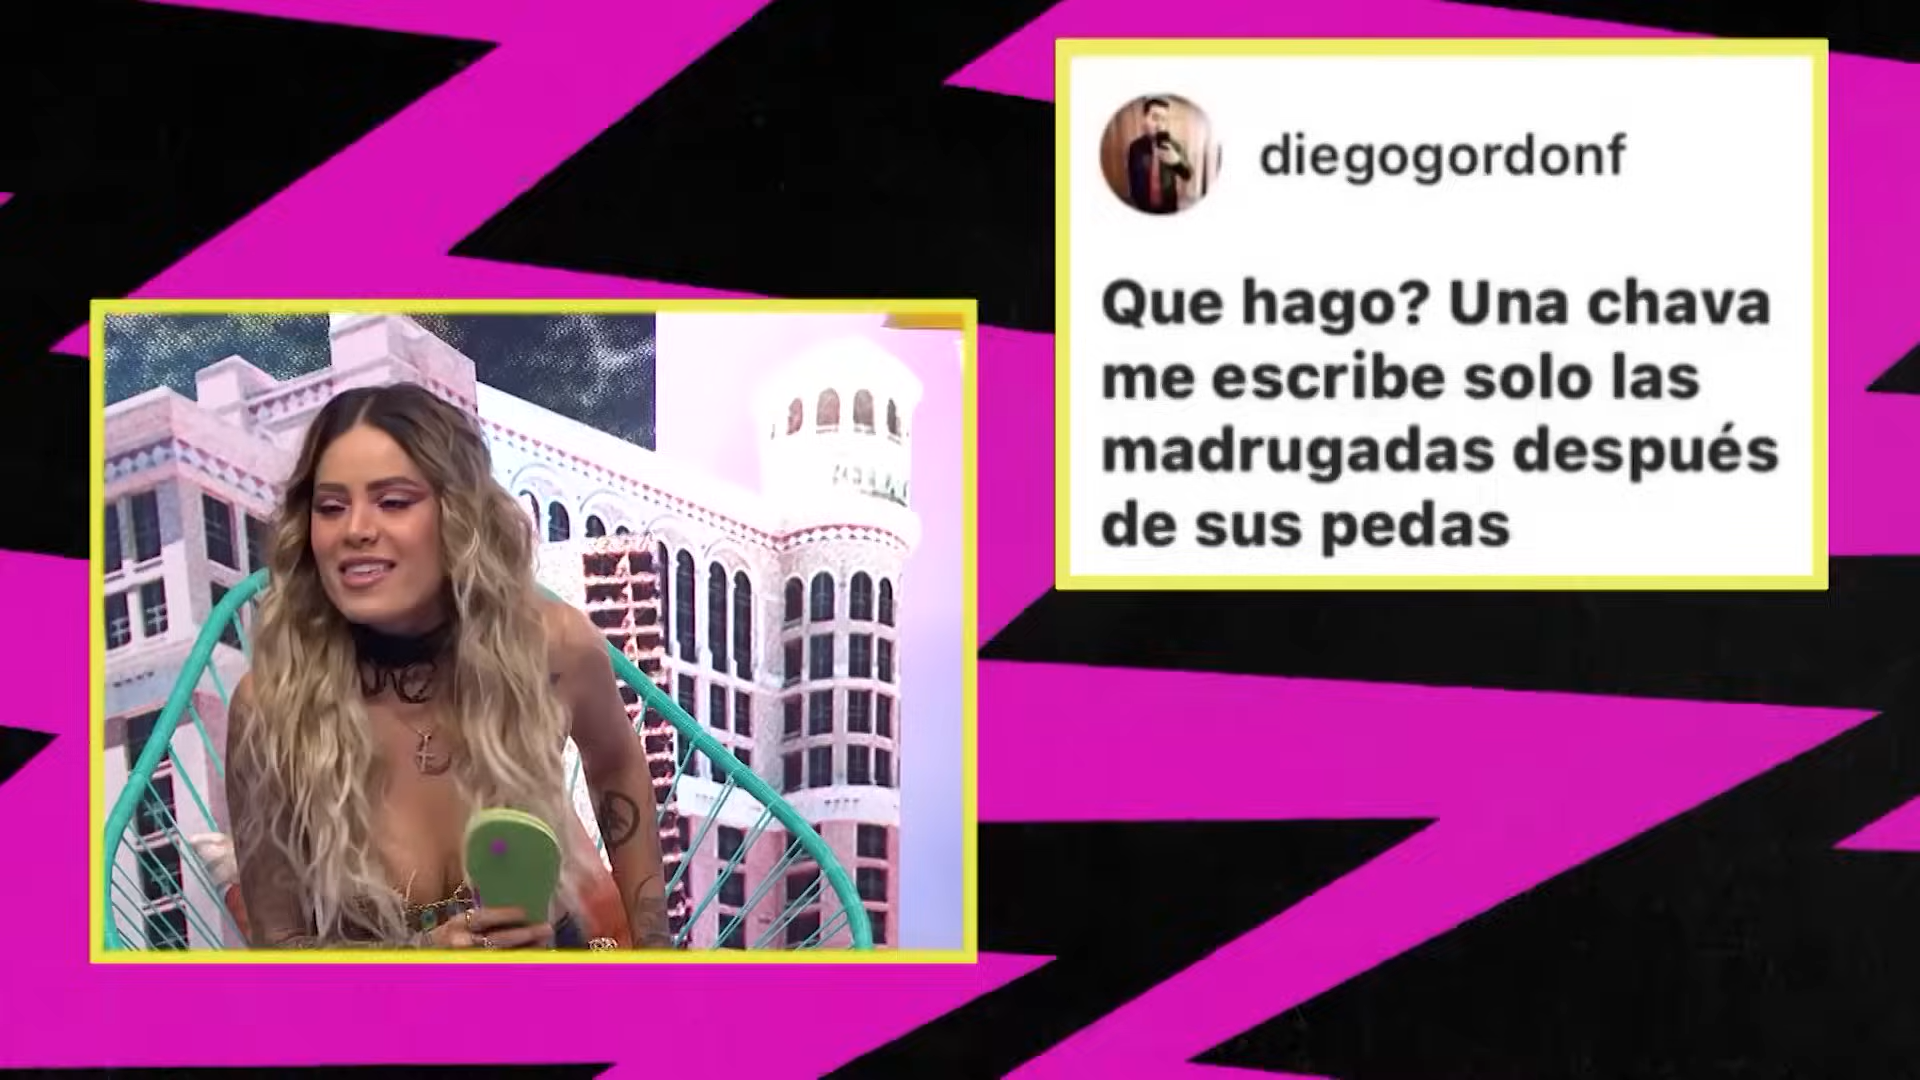 diegogordonf
Que hago? Una chava
me escribe solo las
madrugadas después
de sus pedas